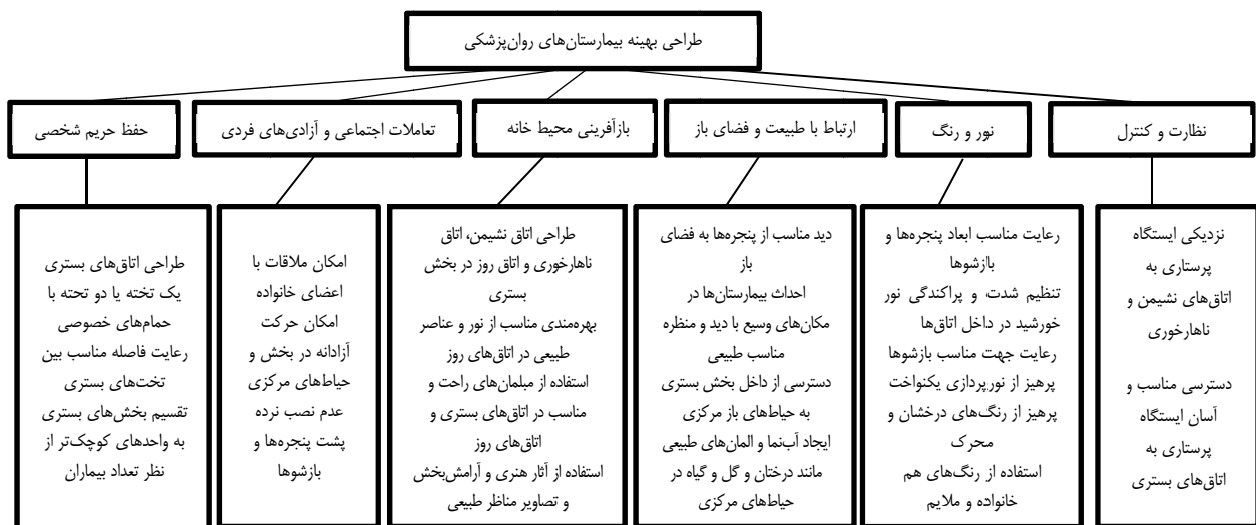 طراحی بهینه بیمارستان‌های روان‌پزشکی
نظارت و کنترل
نور و رنگ
ارتباط با طبیعت و فضای باز
بازآفرینی محیط خانه
تعاملات اجتماعی و آزادی‌های فردی
حفظ حریم شخصی
نزدیکی ایستگاه
پرستاری به
اتاق‌های نشیمن و
ناهارخوری
دسترسی مناسب و
آسان ایستگاه
پرستاری به
اتاق‌های بستری
رعایت مناسب ابعاد پنجره‌ها و
بازشوها
تنظیم شدت و پراکندگی نور
خورشید در داخل اتاق‌ها
رعایت جهت مناسب بازشوها
پرهیز از نورپردازی یکنواخت
پرهیز از رنگ‌های درخشان و
محرک
استفاده از رنگ‌های هم
خانواده و ملایم
دید مناسب از پنجره‌ها به فضای
باز
احداث بیمارستان‌ها در
مکان‌های وسیع با دید و منظره
مناسب طبیعی
دسترسی از داخل بخش بستری
به حیاط‌های باز مرکزی
ایجاد آب‌نما و المان‌های طبیعی
مانند درختان و گل و گیاه در
حیاط‌های مرکزی
طراحی اتاق نشیمن، اتاق
ناهارخوری و اتاق روز در بخش
بستری
بهره‌مندی مناسب از نور و عناصر
طبیعی در اتاق‌های روز
استفاده از مبلمان‌های راحت و
مناسب در اتاق‌های بستری و
اتاق‌های روز
استفاده از آثار هنری و آرامش‌بخش
و تصاویر مناظر طبیعی
امکان ملاقات با
اعضای خانواده
امکان حرکت
آزادانه در بخش و
حیاط‌های مرکزی
عدم نصب نرده
پشت پنجره‌ها و
بازشوها
طراحی اتاق‌های بستری
یک تخته یا دو تخته با
حمام‌های خصوصی
رعایت فاصله مناسب بین
تخت‌های بستری
تقسیم بخش‌های بستری
به واحدهای کوچک‌تر از
نظر تعداد بیماران